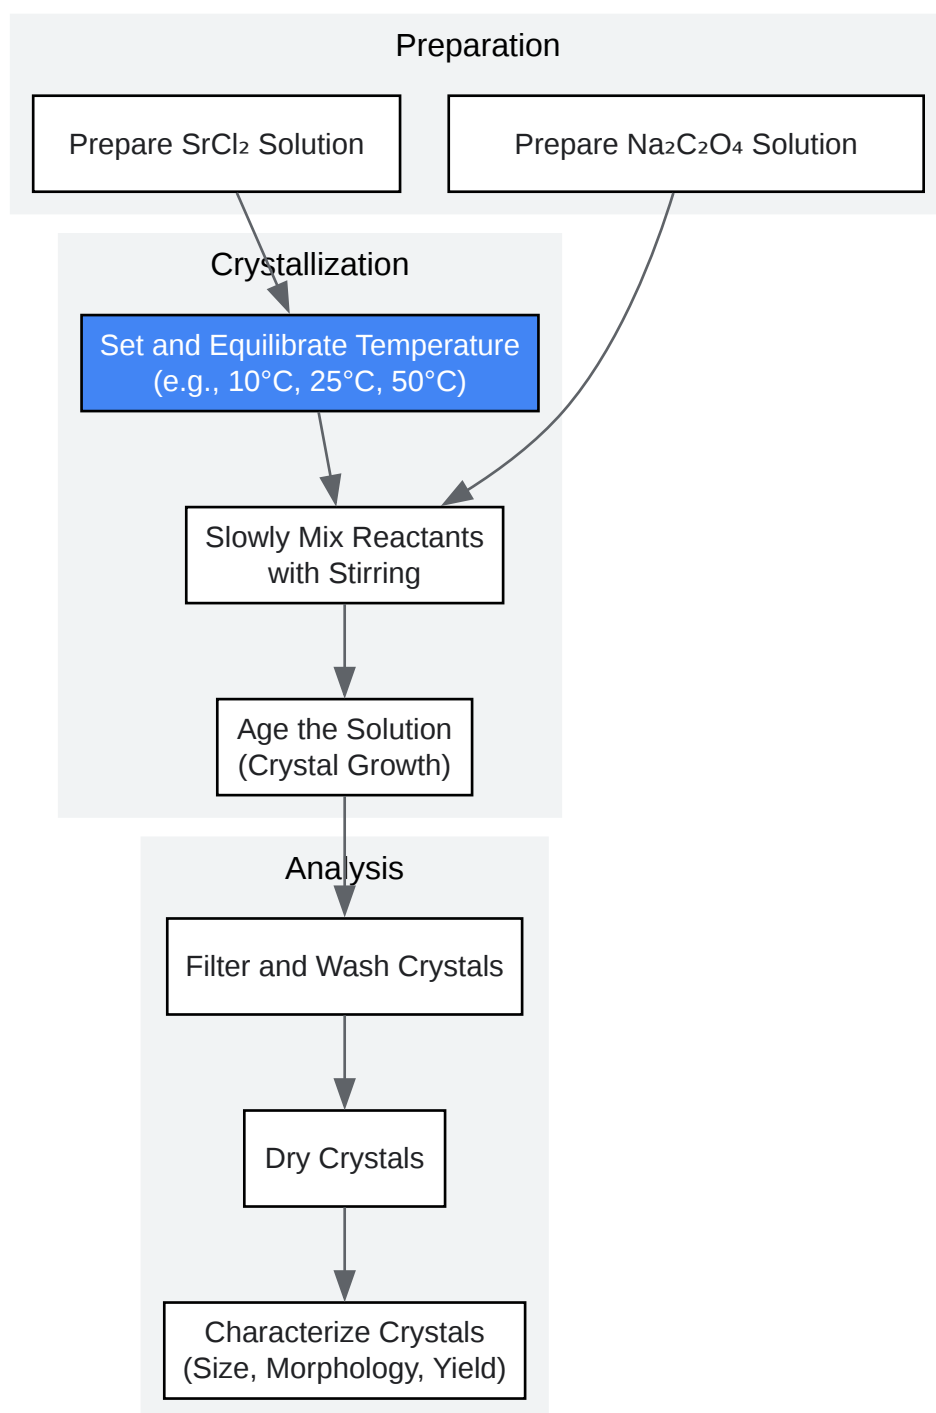 Preparation
Prepare SrCl₂ Solution
Prepare Na₂C₂O₄ Solution
Crystallization
Set and Equilibrate Temperature
(e.g., 10°C, 25°C, 50°C)
Slowly Mix Reactants
with Stirring
Age the Solution
(Crystal Growth)
Analysis
Filter and Wash Crystals
Dry Crystals
Characterize Crystals
(Size, Morphology, Yield)